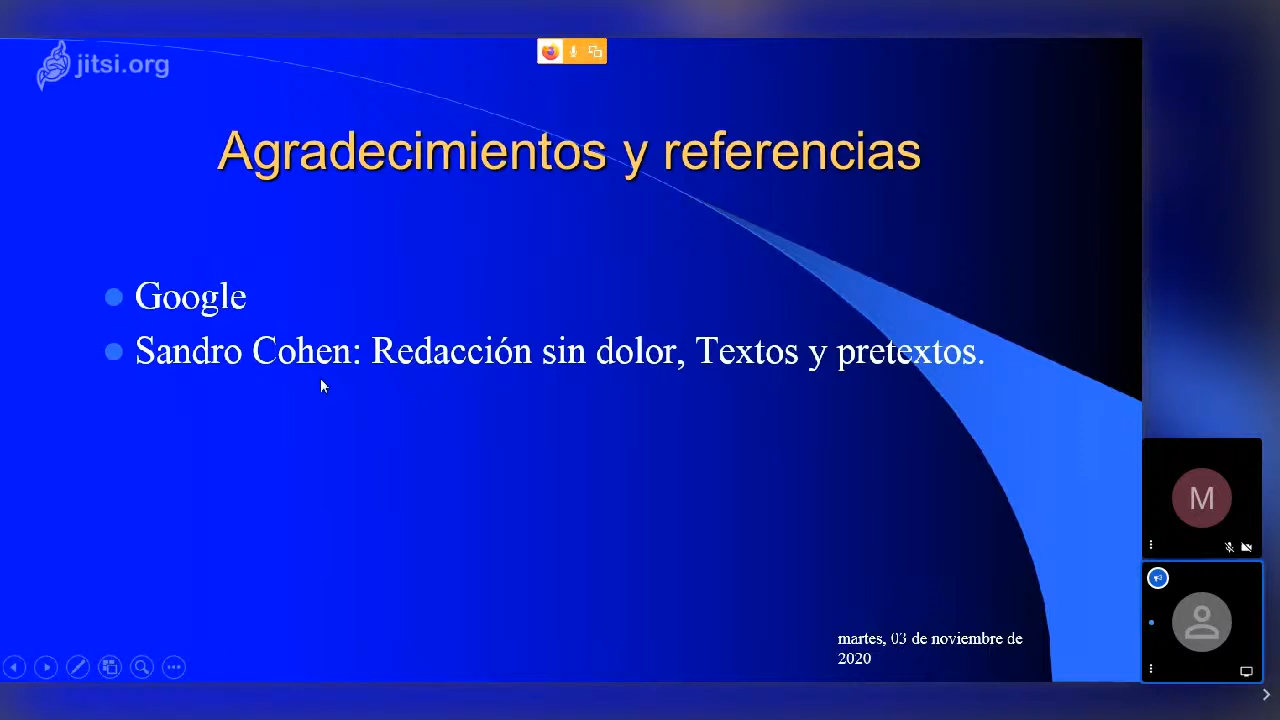 jitsi.org
Agradecimientos y referencias
Google
Sandro Cohen: Redacción sin dolor, Textos y pretextos.
M
martes, 03 de noviembre de
2020